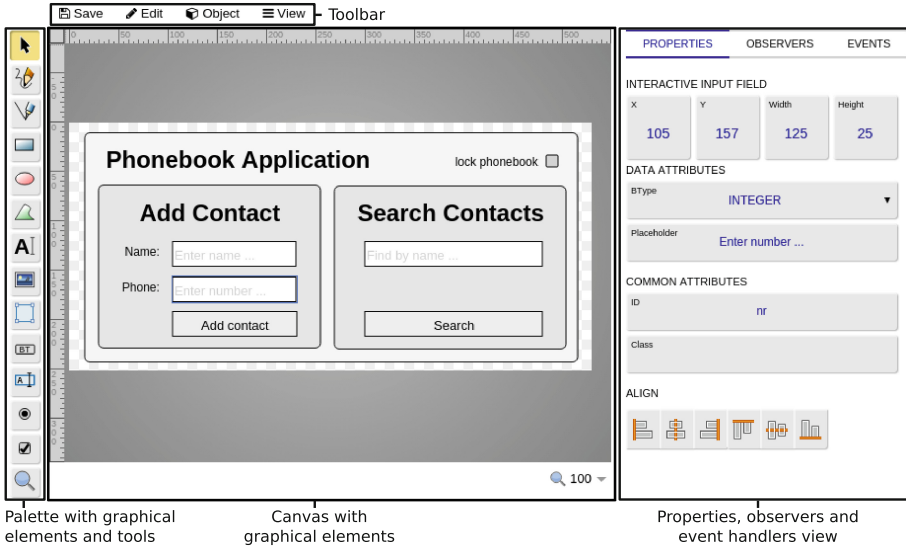 Save Edit Object View Toolbar
0 50 100 150 200 250 300 350 400 450 500
PROPERTIES OBSERVERS EVENTS
INTERACTIVE INPUT FIELD
X Y Width Height
105 157 125 25
DATA ATTRIBUTES
BType
INTEGER
Placeholder
Enter number ...
COMMON ATTRIBUTES
ID
nr
Class
ALIGN
Phonebook Application
lock phonebook
Add Contact
Name: Enter name ...
Phone: Enter number ...
Add contact
Search Contacts
Find by name ...
Search
A
BT
A
100
Palette with graphical
elements and tools
Canvas with
graphical elements
Properties, observers and
event handlers view